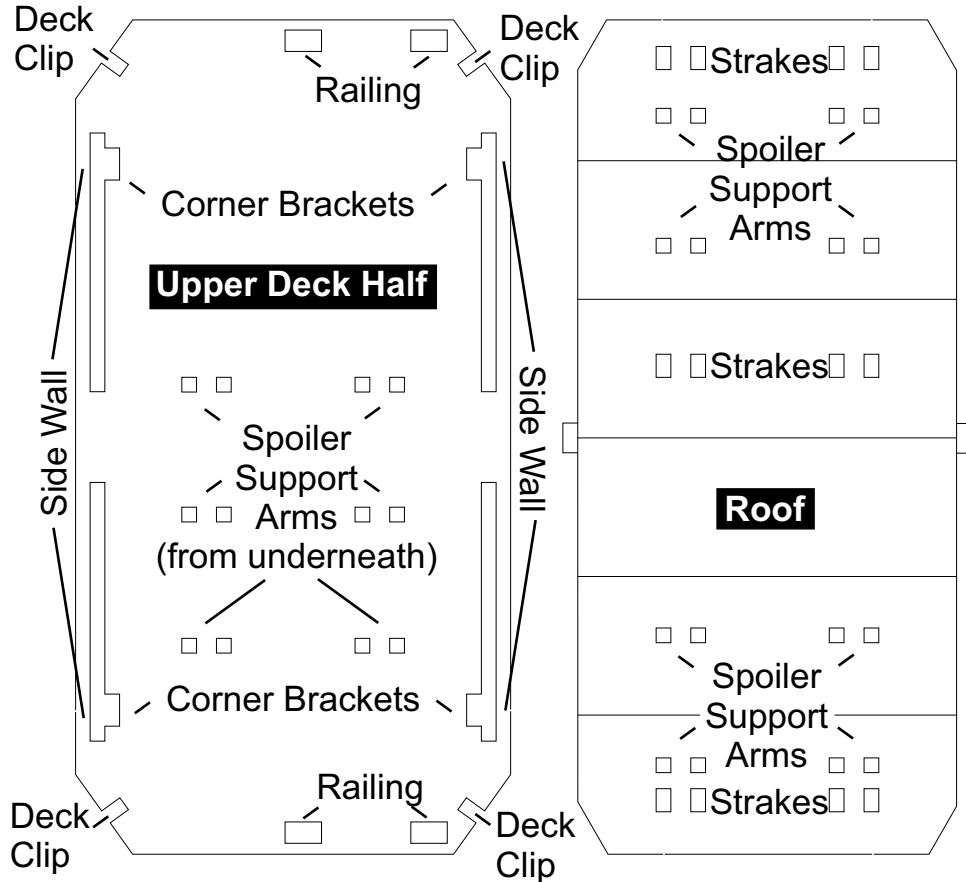 Deck
Clip
Railing
Deck
Clip
Corner Brackets
Upper Deck Half
Side Wall
Side Wall
Spoiler
Support
Arms
(from underneath)
Corner Brackets
Railing
Deck
Clip
Deck
Clip
Strakes
Spoiler
Support
Arms
Strakes
Roof
Spoiler
Support
Arms
Strakes